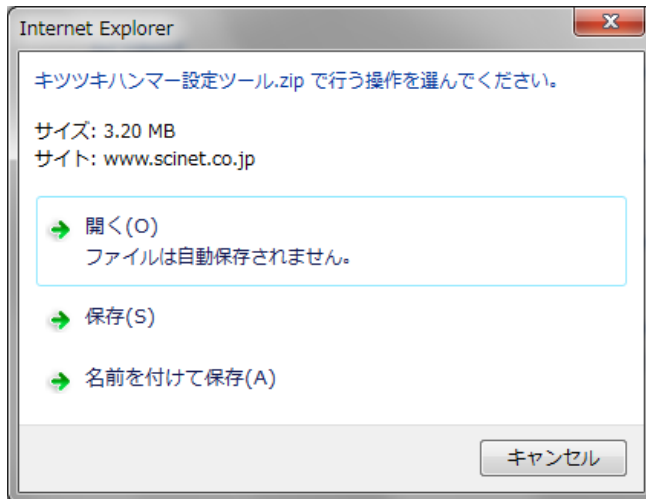 Internet Explorer
キツツキハンマー設定ツール.zip で行う操作を選んでください。
サイズ: 3.20 MB
サイト: www.scinet.co.jp
開く(O)
ファイルは自動保存されません。
保存(S)
名前を付けて保存(A)
キャンセル